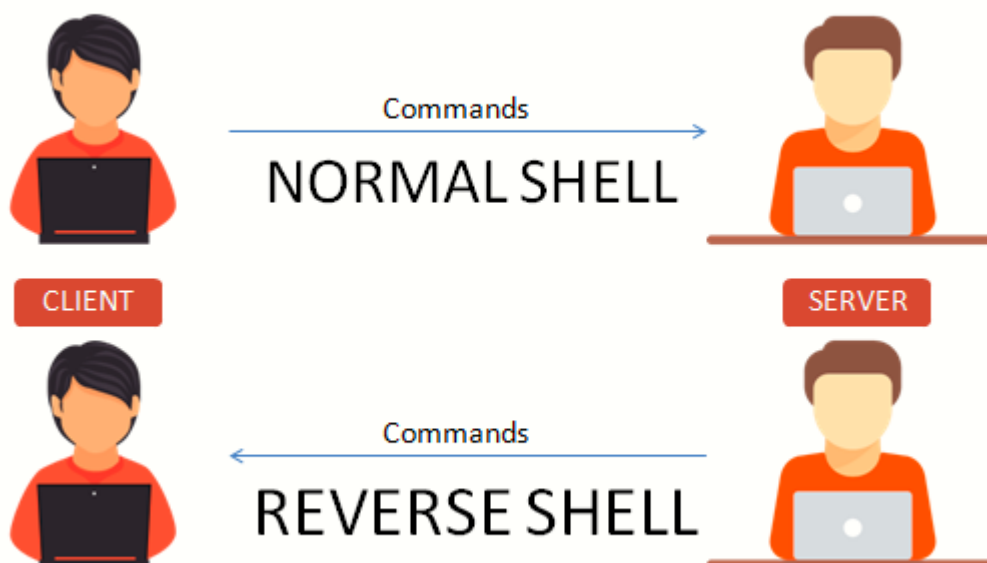 Commands
NORMAL SHELL
CLIENT
SERVER
Commands
REVERSE SHELL